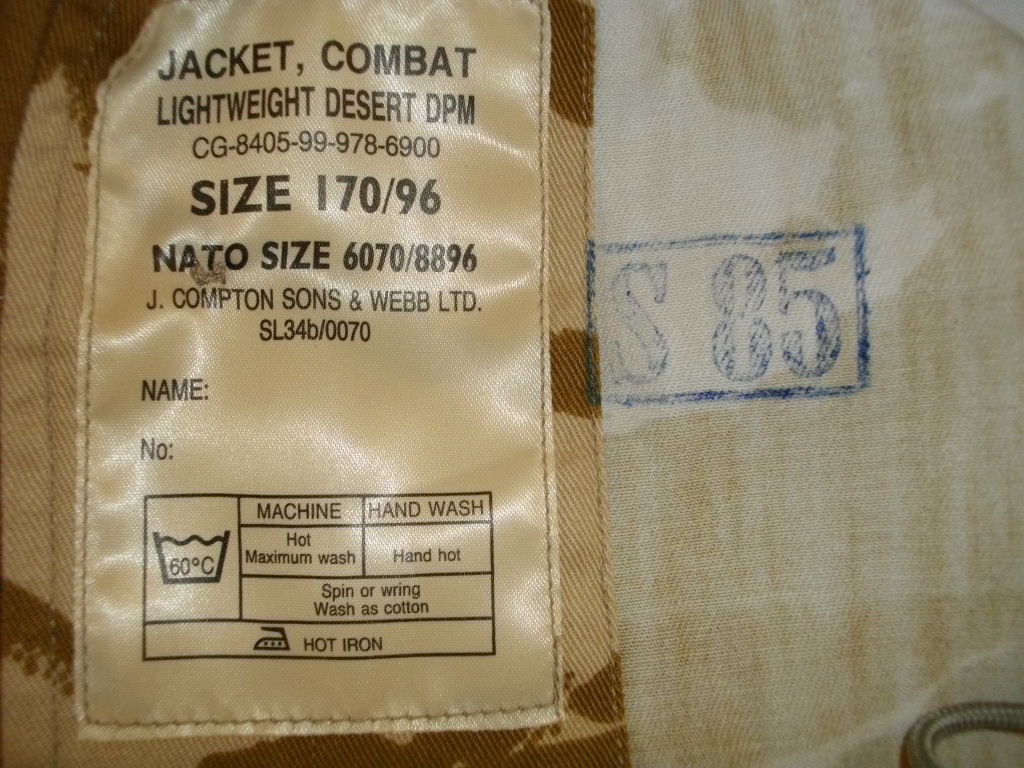 JACKET, COMBAT
LIGHTWEIGHT DESERT DPM
CG-8405-99-978-6900
SIZE 170/96
NATO SIZE 6070/8896
J. COMPTON SONS & WEBB LTD.
SL34b/0070
NAME:
No:
MACHINE HAND WASH
60°C
Hot
Maximum wash
Hand hot
Spin or wring
Wash as cotton
HOT IRON
S 85